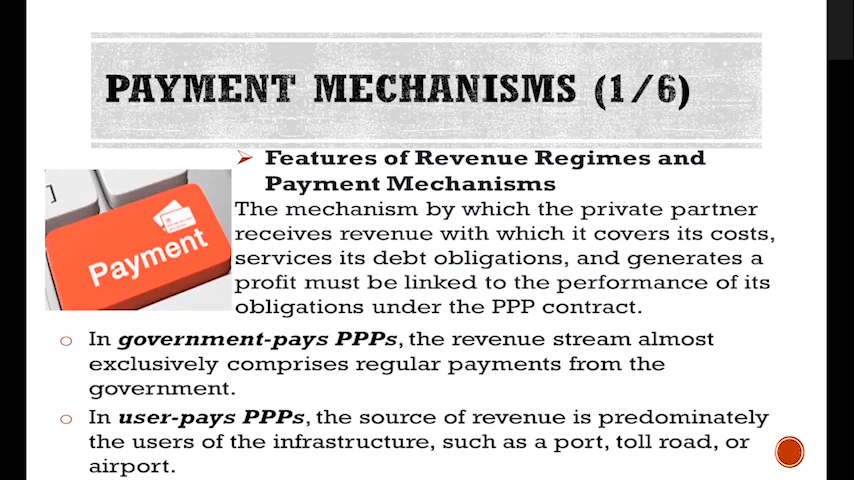 PAYMENT MECHANISMS (1/6)
Features of Revenue Regimes and
Payment Mechanisms
The mechanism by which the private partner
receives revenue with which it covers its costs,
services its debt obligations, and generates a
profit must be linked to the performance of its
obligations under the PPP contract.
]
Payment
In government-pays PPPs, the revenue stream almost
exclusively comprises regular payments from the
government.
In user-pays PPPs, the source of revenue is predominately
the users of the infrastructure, such as a port, toll road, or
airport.